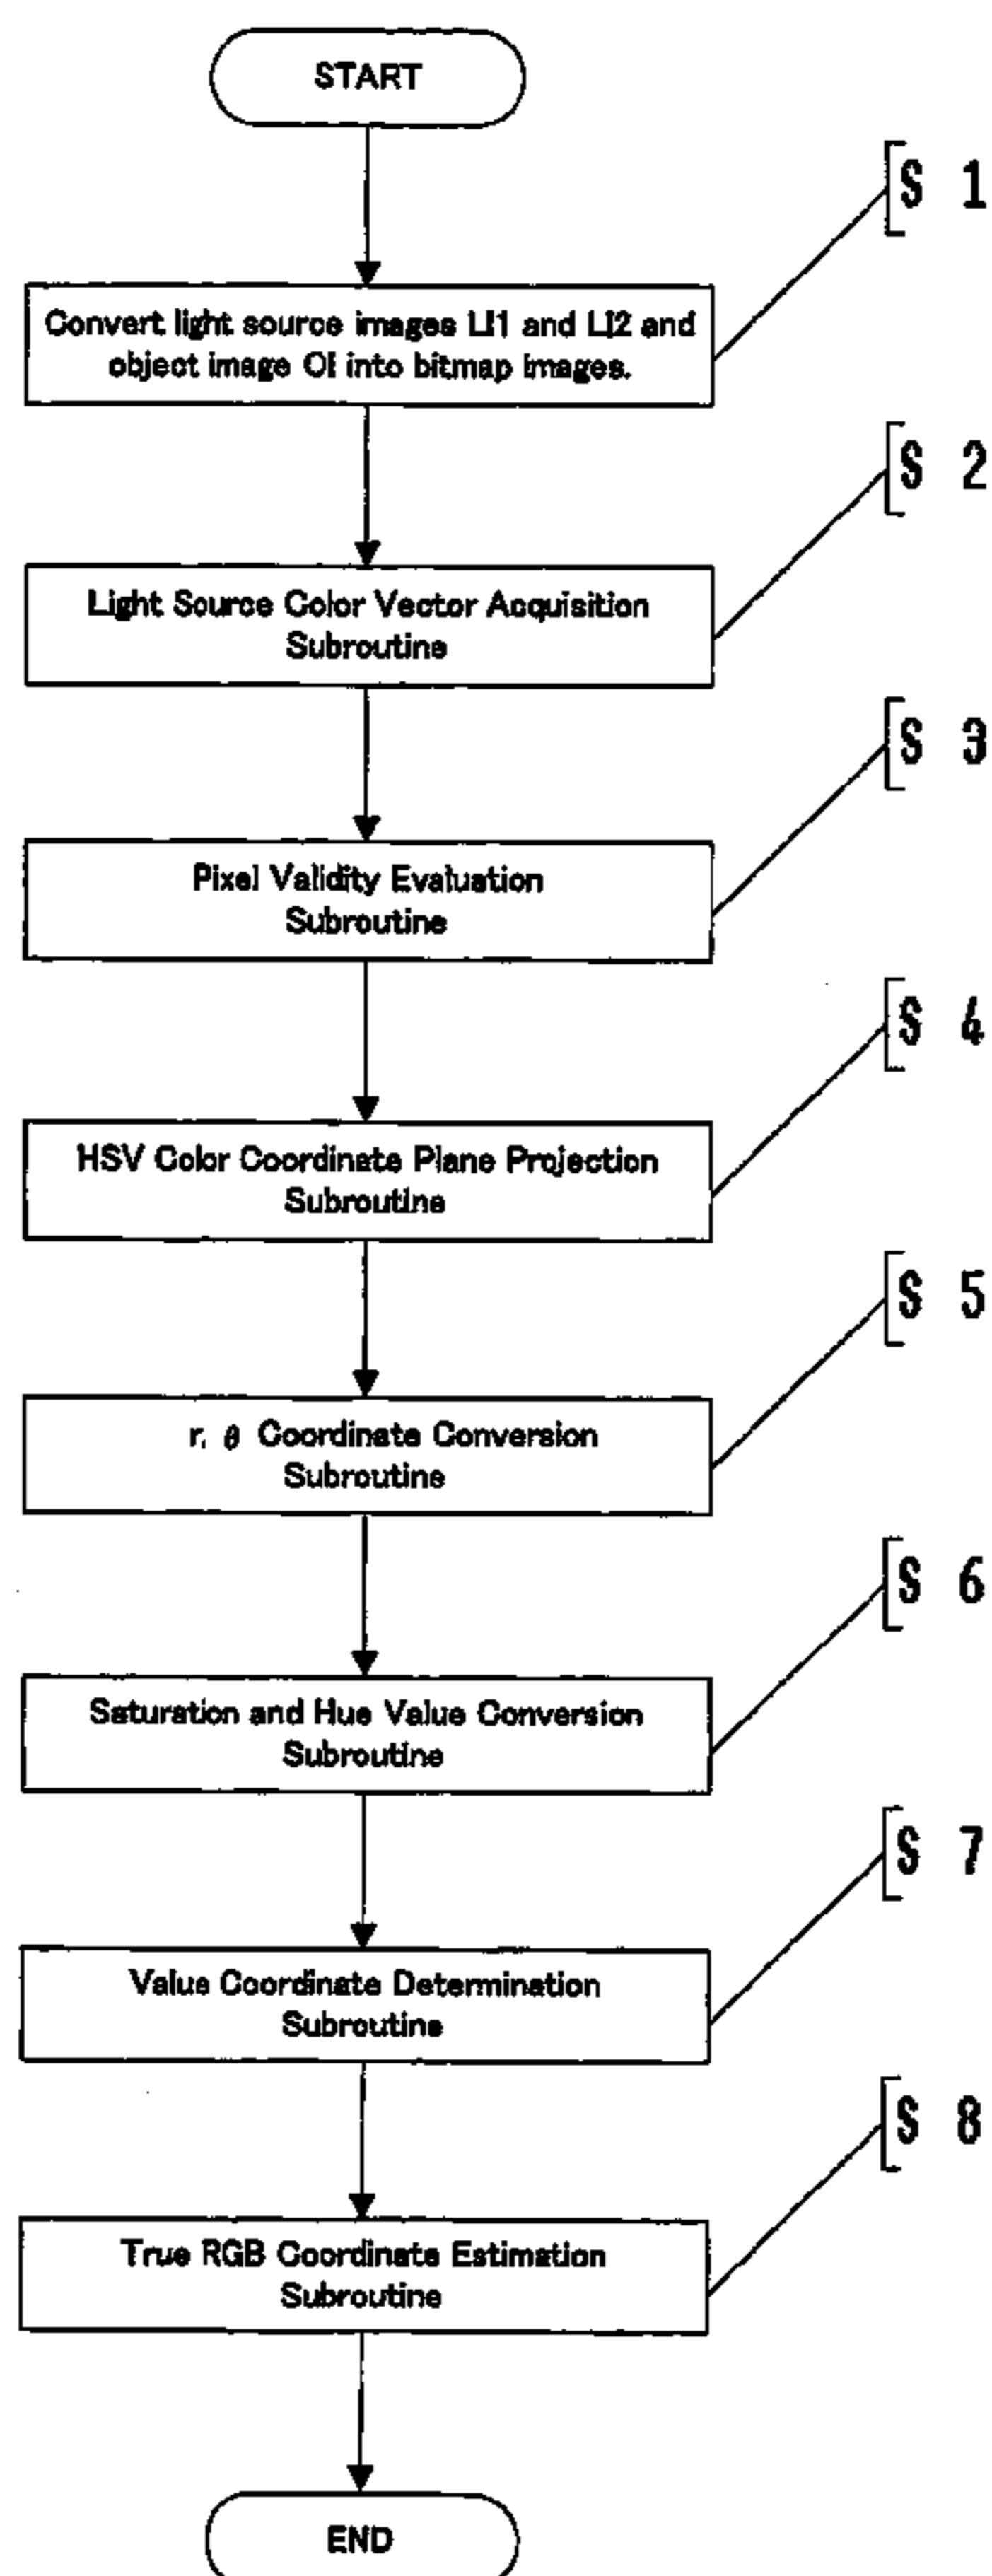 START
S 1
Convert light source images LI1 and LI2 and
object image OI into bitmap images.
S 2
Light Source Color Vector Acquisition
Subroutine
S 3
Pixel Validity Evaluation
Subroutine
S 4
HSV Color Coordinate Plane Projection
Subroutine
S 5
r, θ Coordinate Conversion
Subroutine
S 6
Saturation and Hue Value Conversion
Subroutine
S 7
Value Coordinate Determination
Subroutine
S 8
True RGB Coordinate Estimation
Subroutine
END